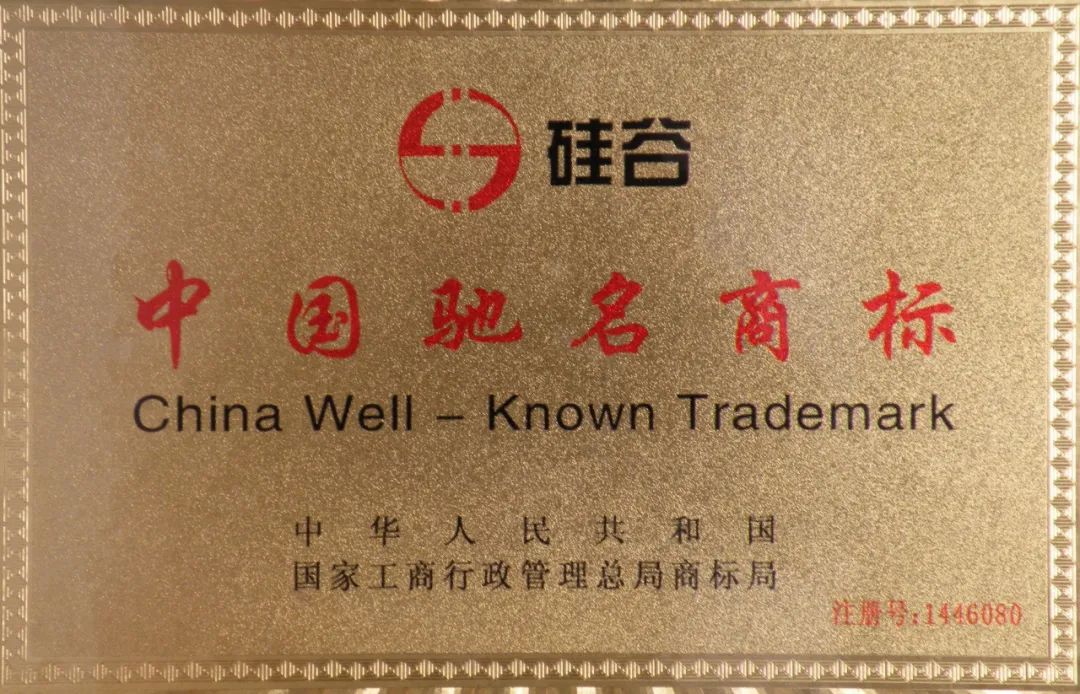 硅谷
中国驰名商标
China Well – Known Trademark
中华人民共和国
国家工商行政管理总局商标局
注册号:1446080